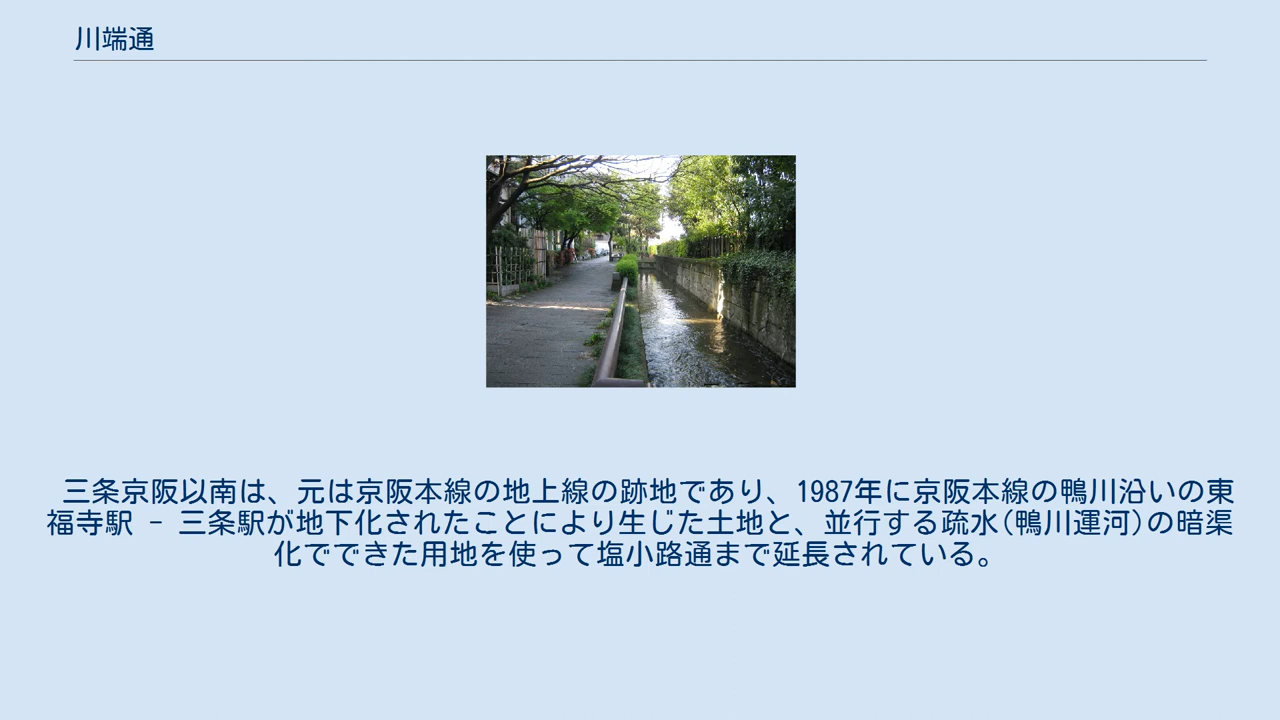 川端通
三条京阪以南は、元は京阪本線の地上線の跡地であり、1987年に京阪本線の鴨川沿いの東
福寺駅 - 三条駅が地下化されたことにより生じた土地と、並行する疏水(鴨川運河)の暗渠
化でできた用地を使って塩小路通まで延長されている。